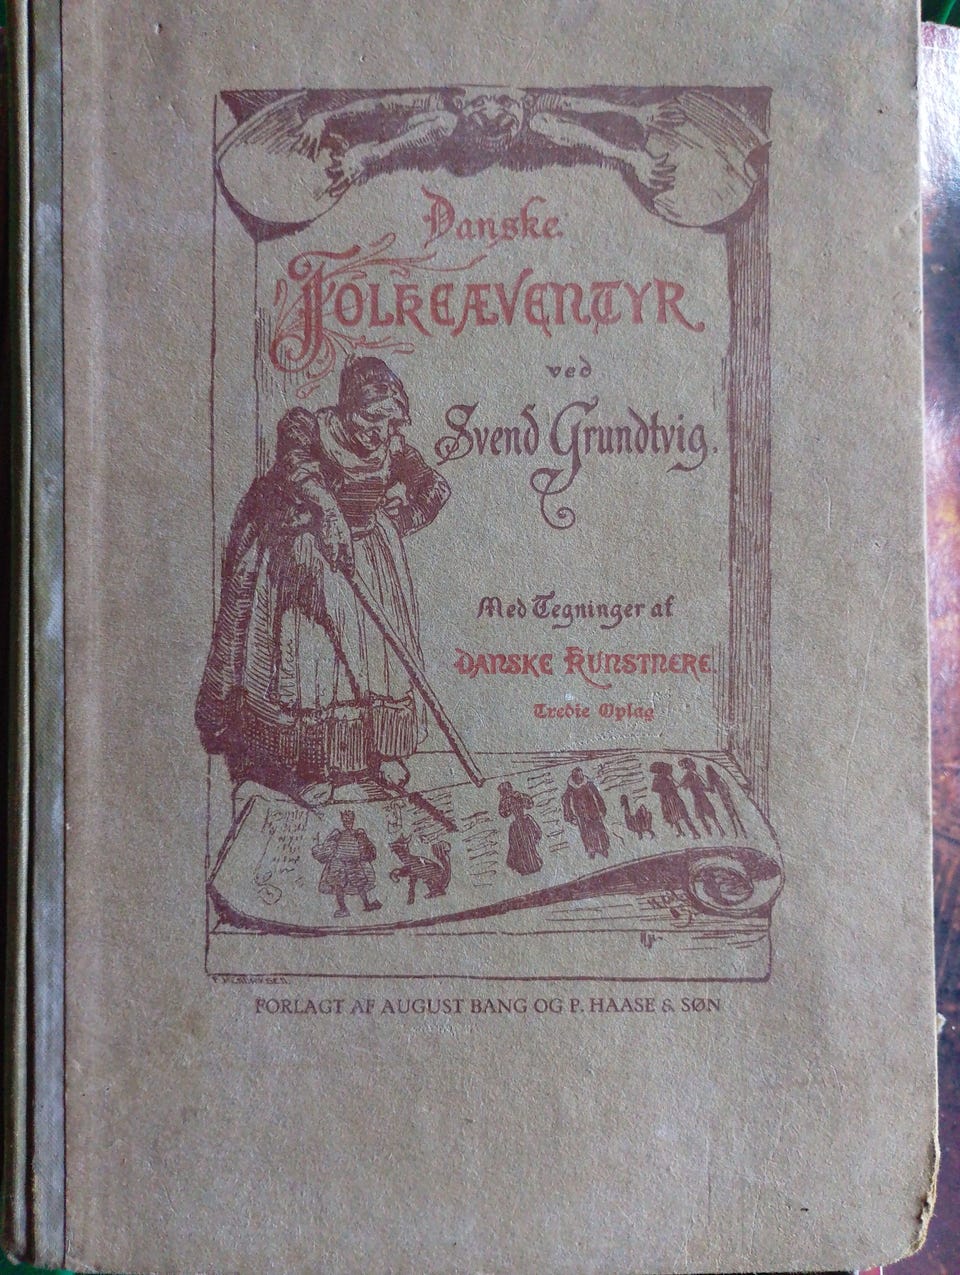 Danske
FOLKEÆVENTYR
ved
Svend Grundtvig.
Med Tegninger af
DANSKE KUNSTNERE
Tredie Oplag
FORLAGT AF AUGUST BANG OG P. HAASE & SØN